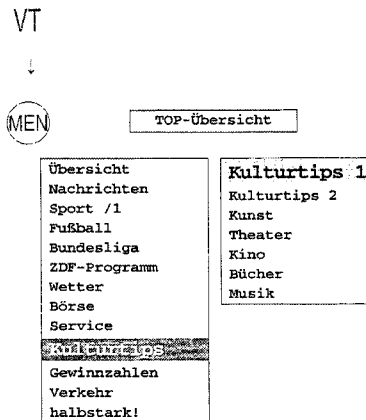 VT
↓
MEN
TOP-Übersicht
Übersicht
Nachrichten
Sport /1
Fußball
Bundesliga
ZDF-Programm
Wetter
Börse
Service
Kulturtips
Gewinnzahlen
Verkehr
halbstark!
Kulturtips 1
Kulturtips 2
Kunst
Theater
Kino
Bücher
Musik